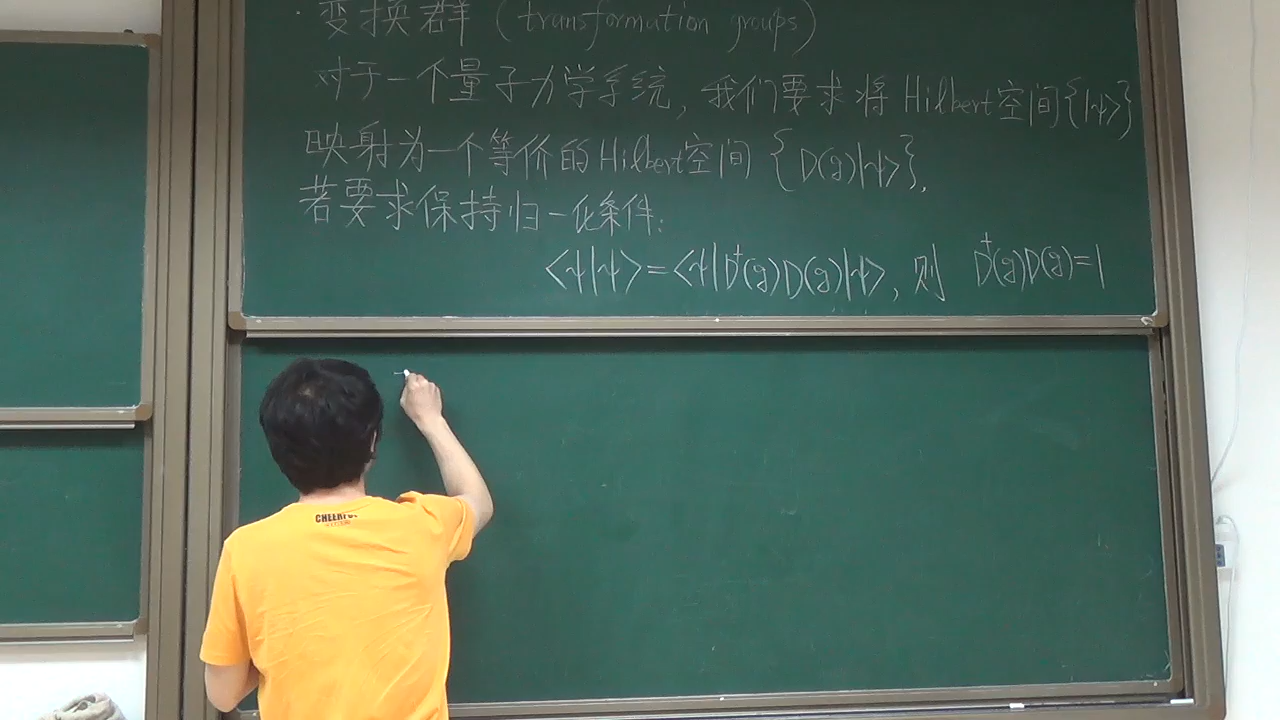 · 变换群 (transformation groups)
对于一个量子力学系统, 我们要求将 Hilbert空间{|ψ>}
映射为一个等价的Hilbert空间 {D(g)|ψ>},
若要求保持归一化条件:
<ψ|ψ>=<ψ|D†(g)D(g)|ψ>, 则 D†(g)D(g)=1